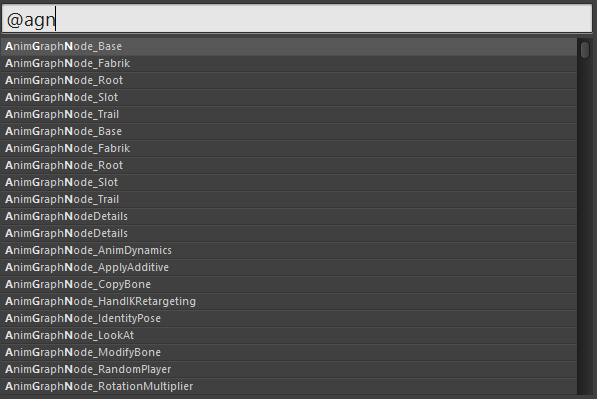 @agn
AnimGraphNode_Base
AnimGraphNode_Fabrik
AnimGraphNode_Root
AnimGraphNode_Slot
AnimGraphNode_Trail
AnimGraphNode_Base
AnimGraphNode_Fabrik
AnimGraphNode_Root
AnimGraphNode_Slot
AnimGraphNode_Trail
AnimGraphNodeDetails
AnimGraphNodeDetails
AnimGraphNode_AnimDynamics
AnimGraphNode_ApplyAdditive
AnimGraphNode_CopyBone
AnimGraphNode_HandIKRetargeting
AnimGraphNode_IdentityPose
AnimGraphNode_LookAt
AnimGraphNode_ModifyBone
AnimGraphNode_RandomPlayer
AnimGraphNode_RotationMultiplier